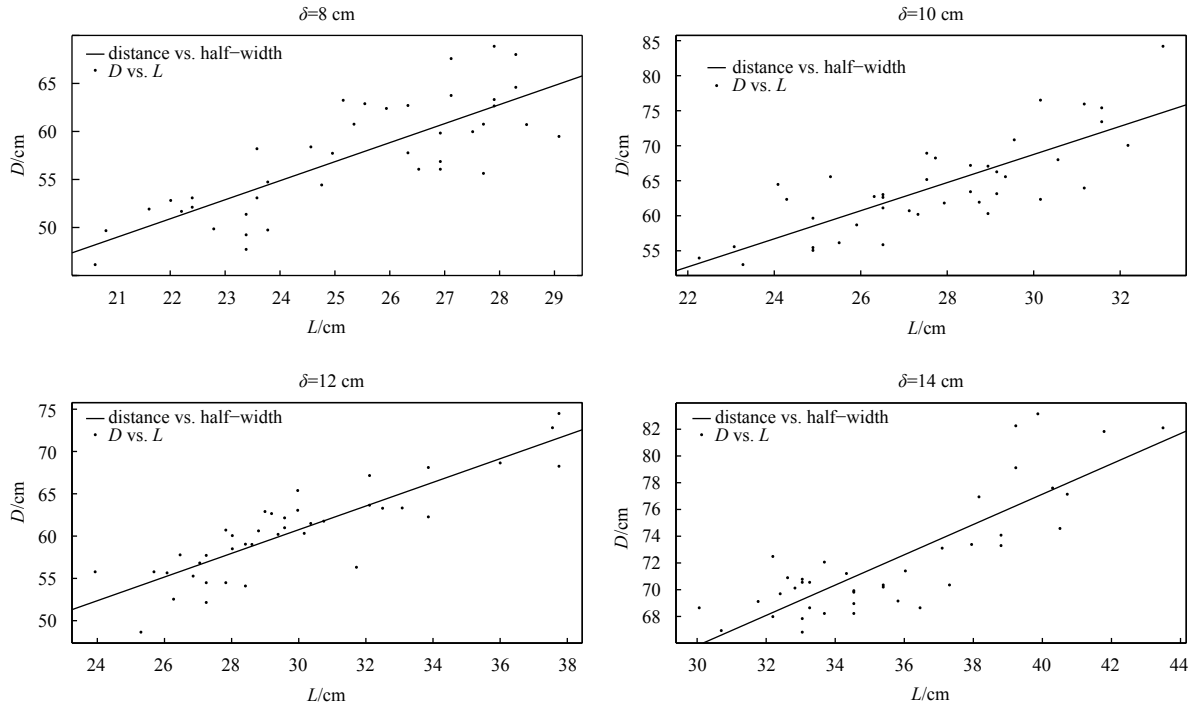 δ=8 cm
distance vs. half−width
D vs. L
65
60
55
50
D/cm
21 22 23 24 25 26 27 28 29
L/cm
δ=10 cm
85
80
75
70
65
60
55
D/cm
distance vs. half−width
D vs. L
22 24 26 28 30 32
L/cm
δ=12 cm
75
70
65
60
55
50
D/cm
distance vs. half−width
D vs. L
24 26 28 30 32 34 36 38
L/cm
δ=14 cm
82
80
78
76
74
72
70
68
D/cm
distance vs. half−width
D vs. L
30 32 34 36 38 40 42 44
L/cm